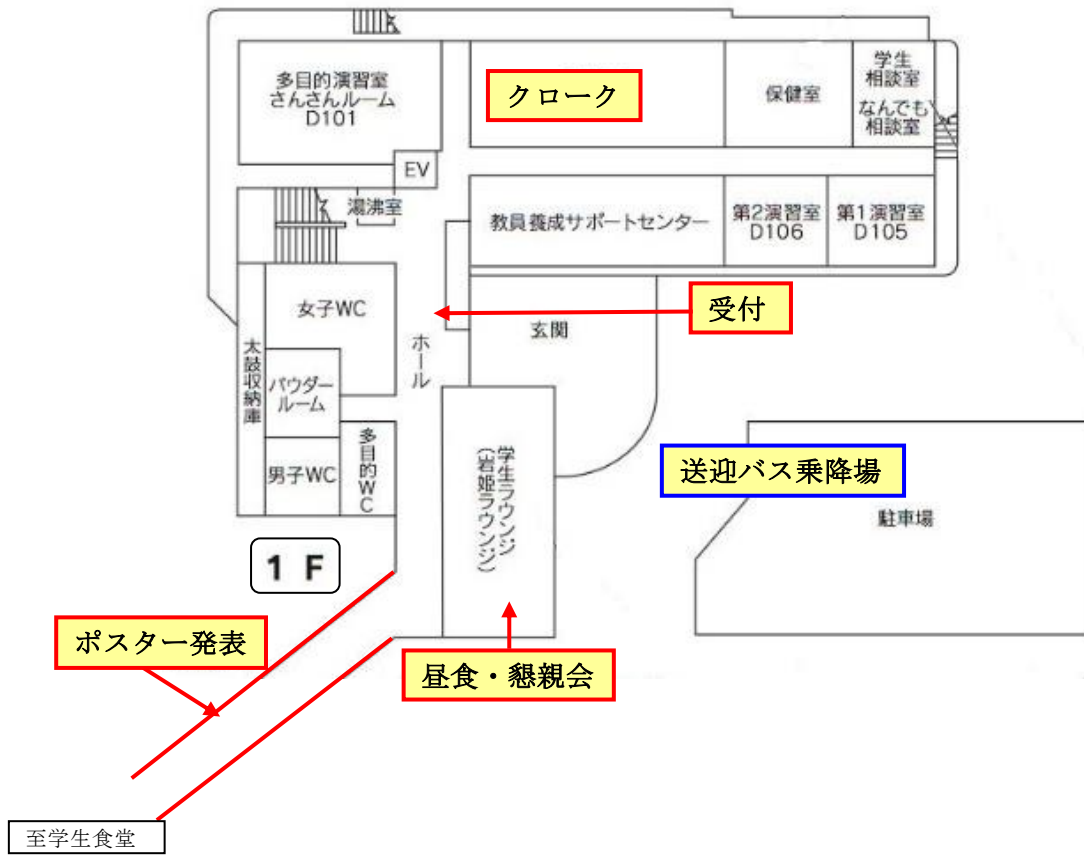 多目的演習室
さんさんルーム
D101
クローク
保健室
学生
相談室
なんでも
相談室
EV
湯沸室
教員養成サポートセンター
第2演習室
D106
第1演習室
D105
女子WC
受付
玄関
ホール
太鼓収納庫
パウダー
ルーム
男子WC
多目的WC
学生ラウンジ
(岩姫ラウンジ)
送迎バス乗降場
駐車場
1 F
ポスター発表
昼食・懇親会
至学生食堂